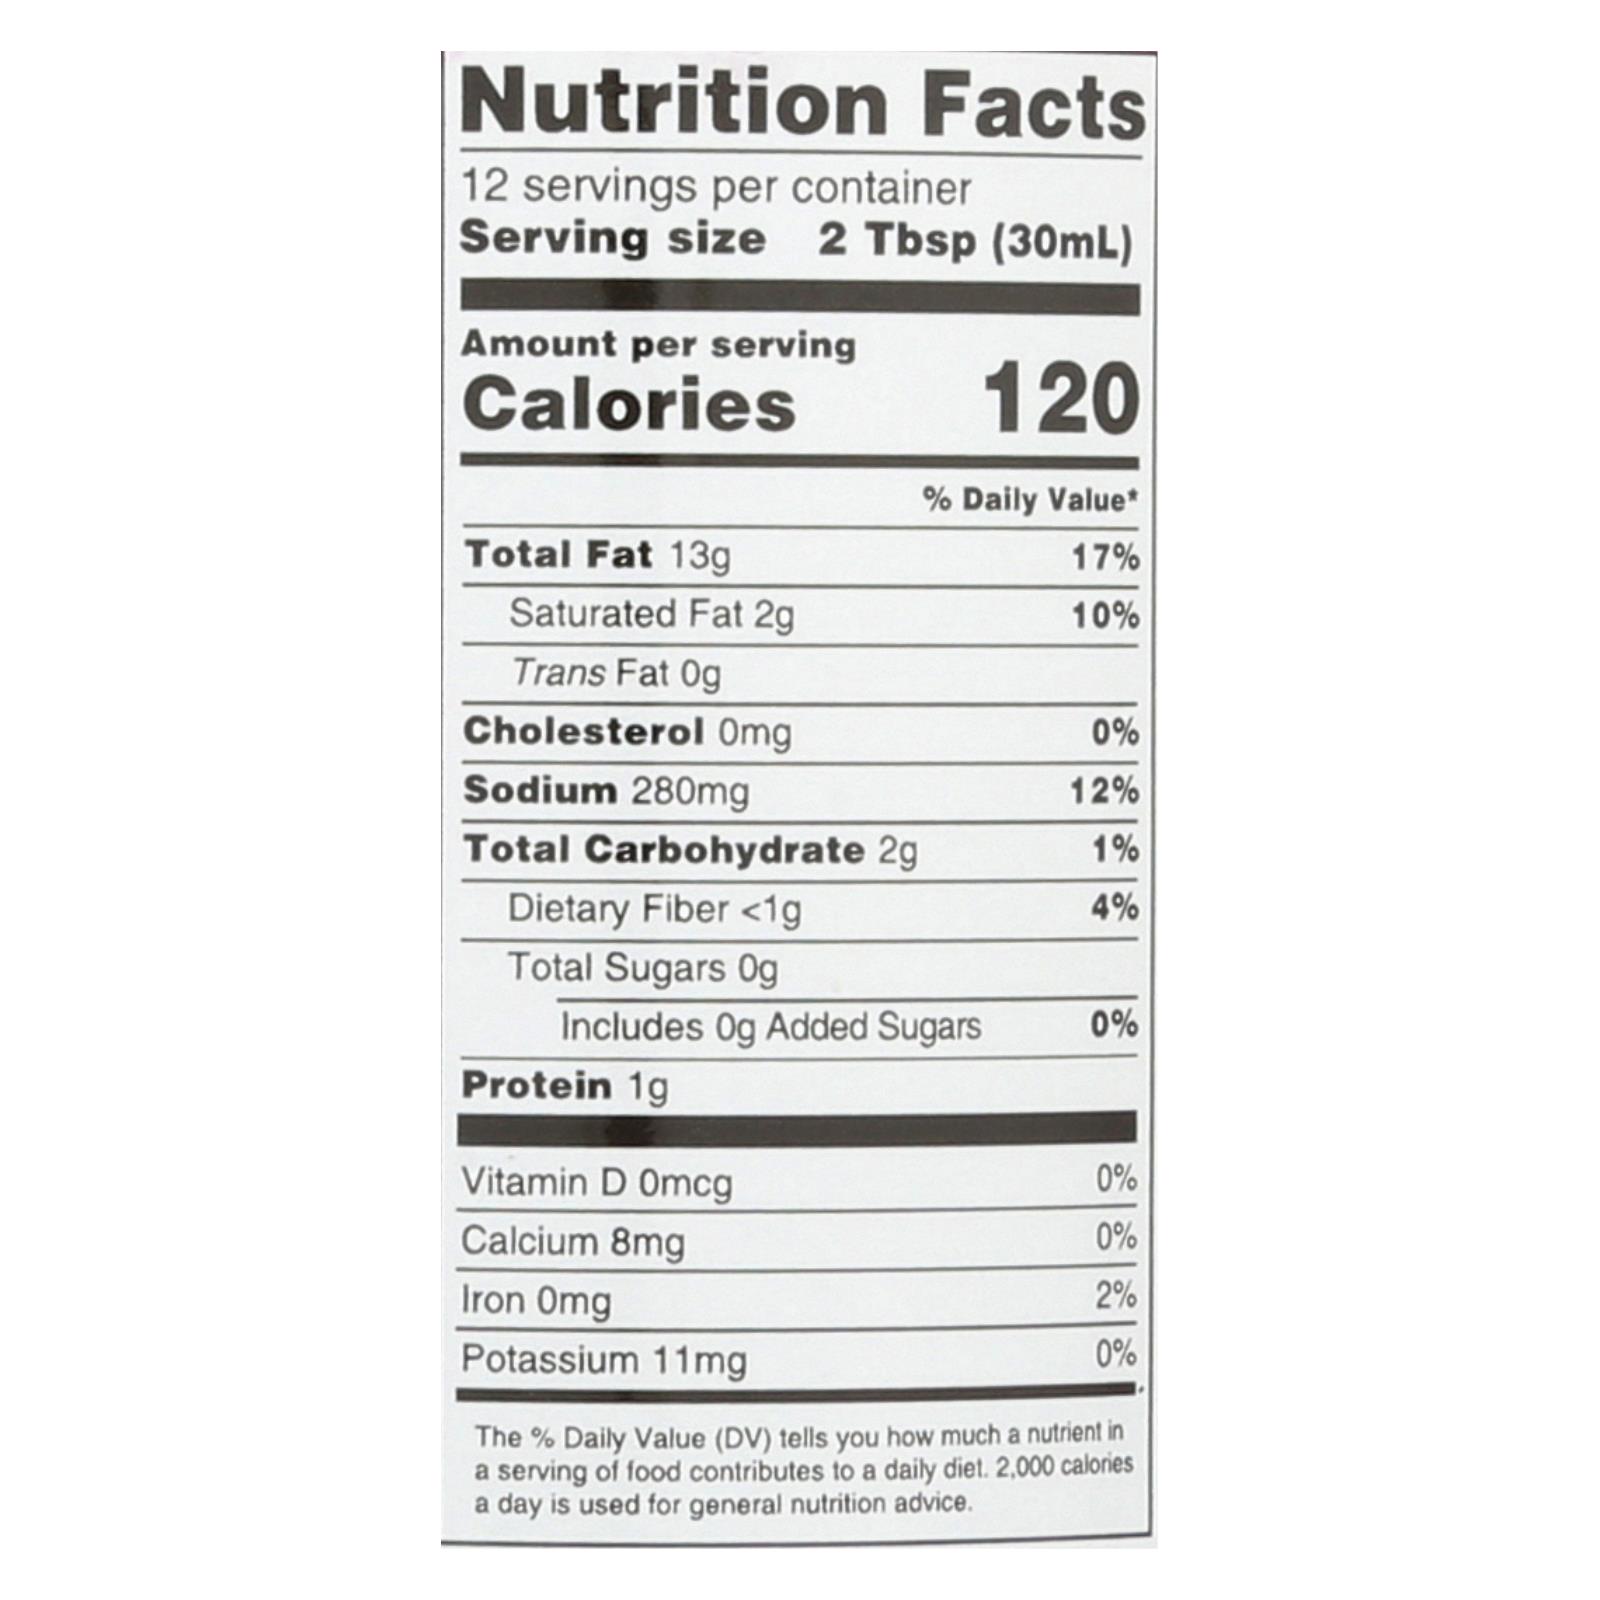 Nutrition Facts
12 servings per container
Serving size 2 Tbsp (30mL)
Amount per serving
Calories 120
% Daily Value*
Total Fat 13g 17%
Saturated Fat 2g 10%
Trans Fat 0g
Cholesterol 0mg 0%
Sodium 280mg 12%
Total Carbohydrate 2g 1%
Dietary Fiber <1g 4%
Total Sugars 0g
Includes 0g Added Sugars 0%
Protein 1g
Vitamin D 0mcg 0%
Calcium 8mg 0%
Iron 0mg 2%
Potassium 11mg 0%
The % Daily Value (DV) tells you how much a nutrient in
a serving of food contributes to a daily diet. 2,000 calories
a day is used for general nutrition advice.